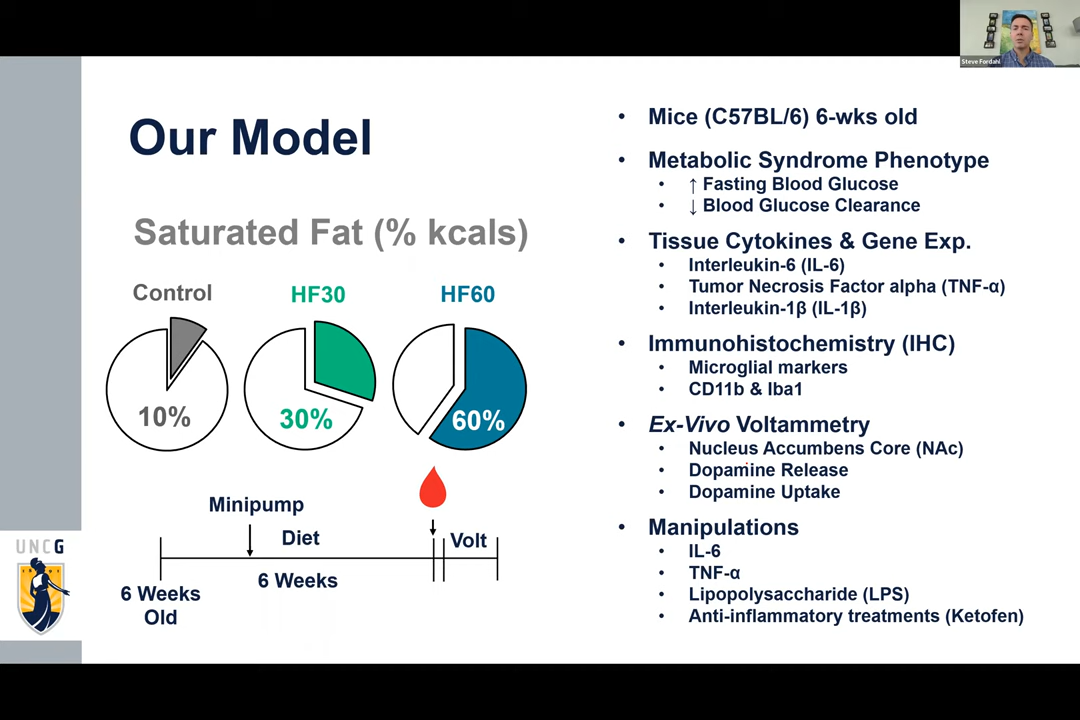 Steve Fordahl
Our Model
Saturated Fat (% kcals)
Control
HF30
HF60
10%
30%
60%
Minipump
Diet
Volt
6 Weeks
6 Weeks
Old
UNCG
• Mice (C57BL/6) 6-wks old
• Metabolic Syndrome Phenotype
• ↑ Fasting Blood Glucose
• ↓ Blood Glucose Clearance
• Tissue Cytokines & Gene Exp.
• Interleukin-6 (IL-6)
• Tumor Necrosis Factor alpha (TNF-α)
• Interleukin-1β (IL-1β)
• Immunohistochemistry (IHC)
• Microglial markers
• CD11b & Iba1
• Ex-Vivo Voltammetry
• Nucleus Accumbens Core (NAc)
• Dopamine Release
• Dopamine Uptake
• Manipulations
• IL-6
• TNF-α
• Lipopolysaccharide (LPS)
• Anti-inflammatory treatments (Ketofen)